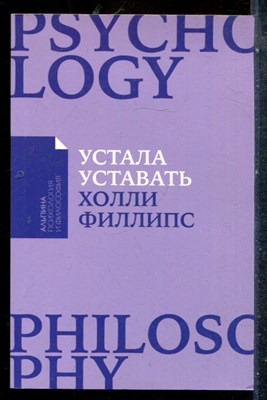 PSYCHO
LOGY
УСТАЛА
УСТАВАТЬ
ХОЛЛИ
ФИЛЛИПС
АЛЬПИНА
ПСИХОЛОГИЯ
И ФИЛОСОФИЯ
PHILOSO
PHY